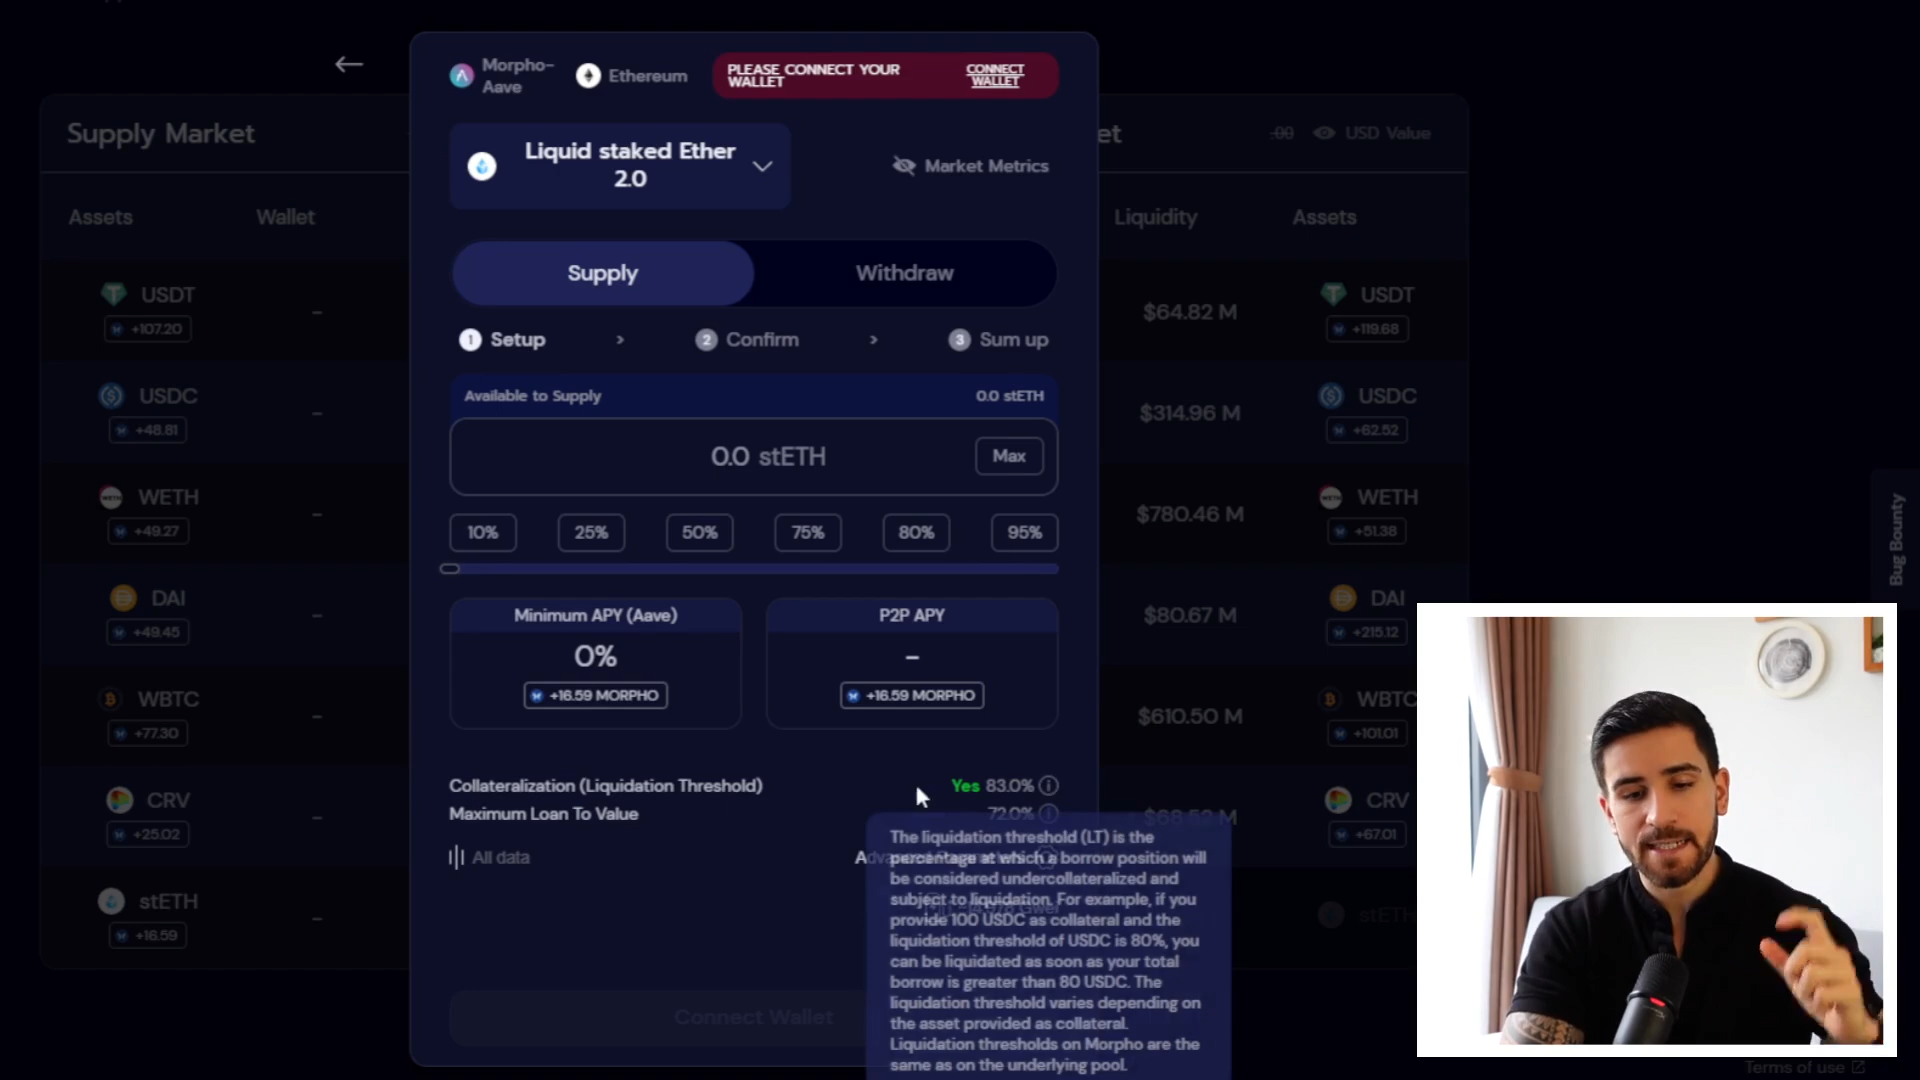 Morpho-
Aave
Ethereum
PLEASE CONNECT YOUR
WALLET
CONNECT
WALLET
Supply Market
et
.00
USD Value
Liquid staked Ether
2.0
Market Metrics
Assets
Wallet
Liquidity
Assets
Supply
Withdraw
USDT
+107.20
–
$64.82 M
USDT
+119.68
1 Setup
>
2 Confirm
>
3 Sum up
Available to Supply
0.0 stETH
USDC
+48.81
–
$314.96 M
USDC
+62.52
0.0 stETH
Max
WETH
+49.27
–
$780.46 M
WETH
+51.38
10%
25%
50%
75%
80%
95%
Bug Bounty
DAI
+49.45
–
$80.67 M
DAI
+215.12
Minimum APY (Aave)
0%
+16.59 MORPHO
P2P APY
–
+16.59 MORPHO
WBTC
+77.30
–
$610.50 M
WBTC
+101.01
Collateralization (Liquidation Threshold)
Yes 83.0%
Maximum Loan To Value
72.0%
CRV
+25.02
–
$68.52 M
CRV
+67.01
All data
The liquidation threshold (LT) is the
percentage at which a borrow position will
be considered undercollateralized and
subject to liquidation. For example, if you
provide 100 USDC as collateral and the
liquidation threshold of USDC is 80%, you
can be liquidated as soon as your total
borrow is greater than 80 USDC. The
liquidation threshold varies depending on
the asset provided as collateral.
Liquidation thresholds on Morpho are the
same as on the underlying pool.
stETH
+16.59
–
stETH
Connect Wallet
Terms of use